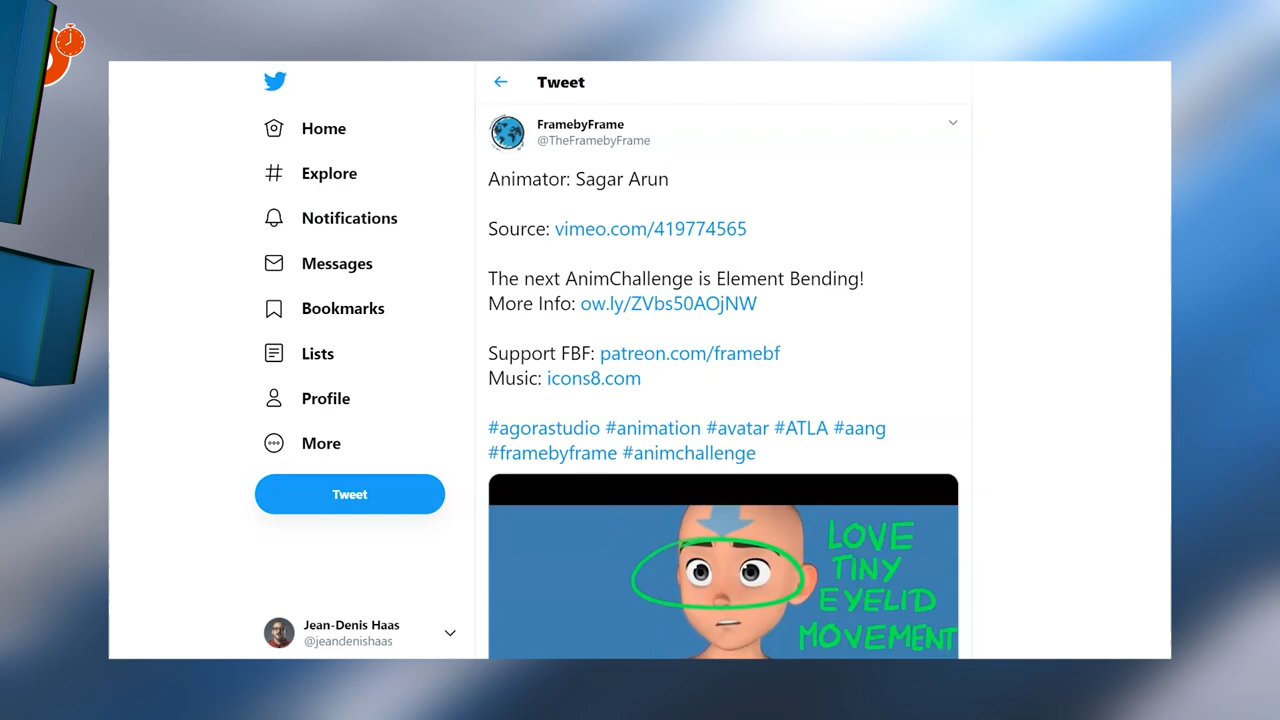 Tweet
FramebyFrame
@TheFramebyFrame
Home
Explore
Notifications
Messages
Bookmarks
Lists
Profile
More
Tweet
Jean-Denis Haas
@jeandenishaas
Animator: Sagar Arun
Source: vimeo.com/419774565
The next AnimChallenge is Element Bending!
More Info: ow.ly/ZVbs50AOjNW
Support FBF: patreon.com/framebf
Music: icons8.com
#agorastudio #animation #avatar #ATLA #aang
#framebyframe #animchallenge
LOVE
TINY
EYELID
MOVEMENT